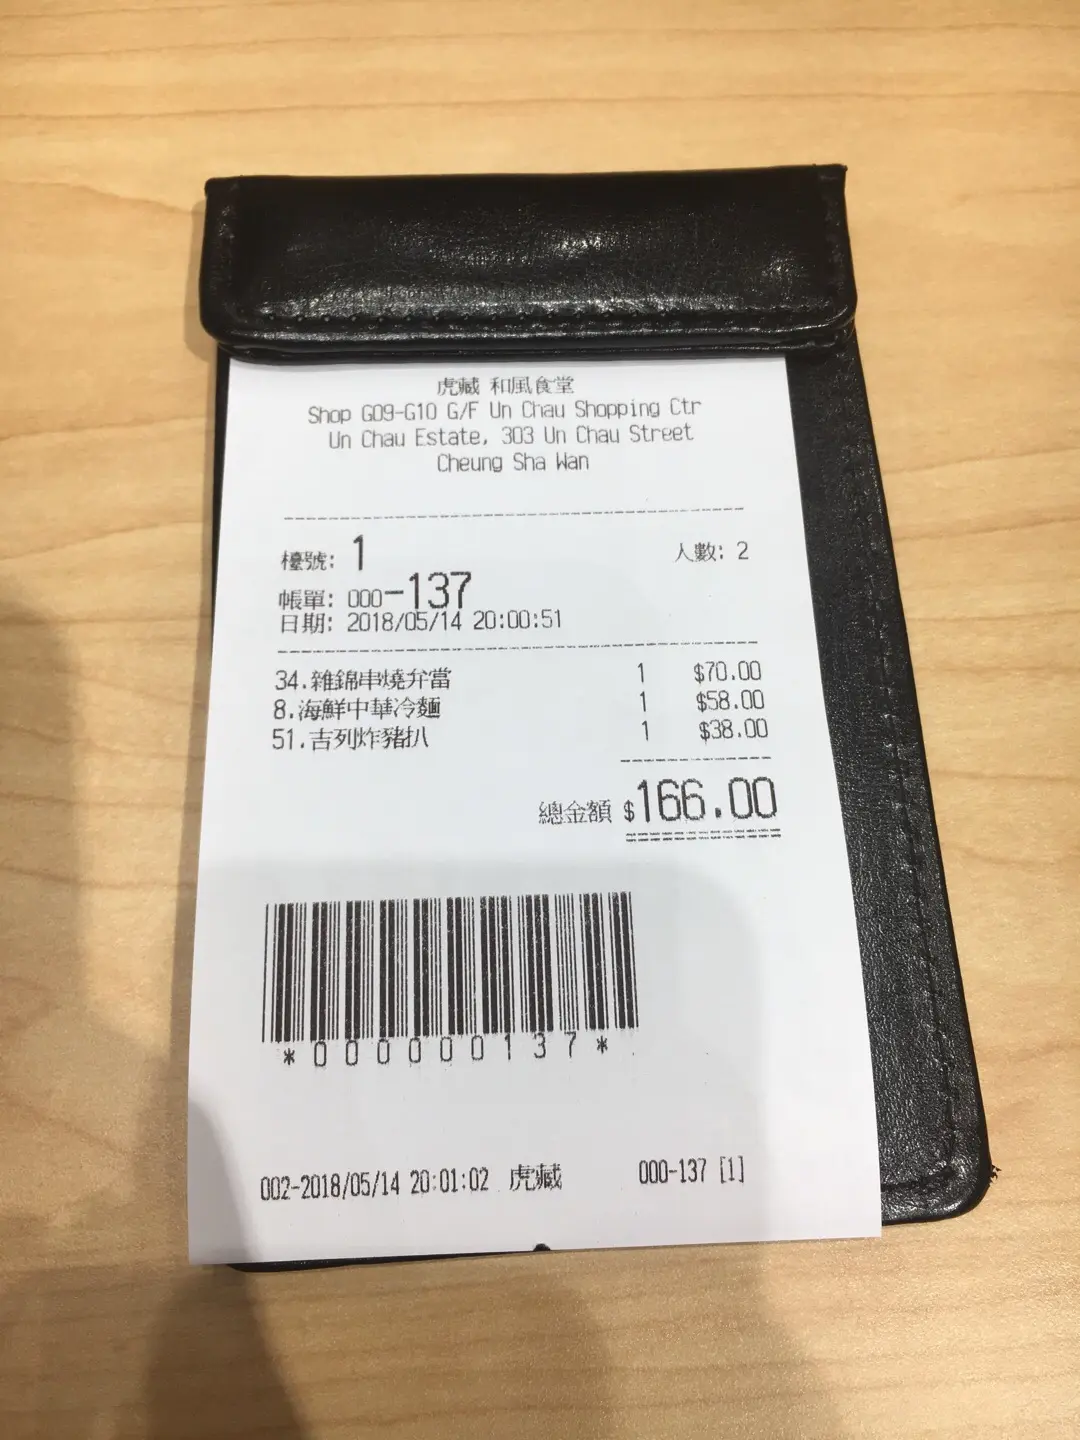 虎藏 和風食堂
Shop G09-G10 G/F Un Chau Shopping Ctr
Un Chau Estate, 303 Un Chau Street
Cheung Sha Wan
檯號: 1 人數: 2
帳單: 000-137
日期: 2018/05/14 20:00:51
34.雜錦串燒弁當 1 $70.00
8.海鮮中華冷麵 1 $58.00
51.吉列炸豬扒 1 $38.00
總金額 $166.00
*000000137*
002-2018/05/14 20:01:02 虎藏 000-137 [1]